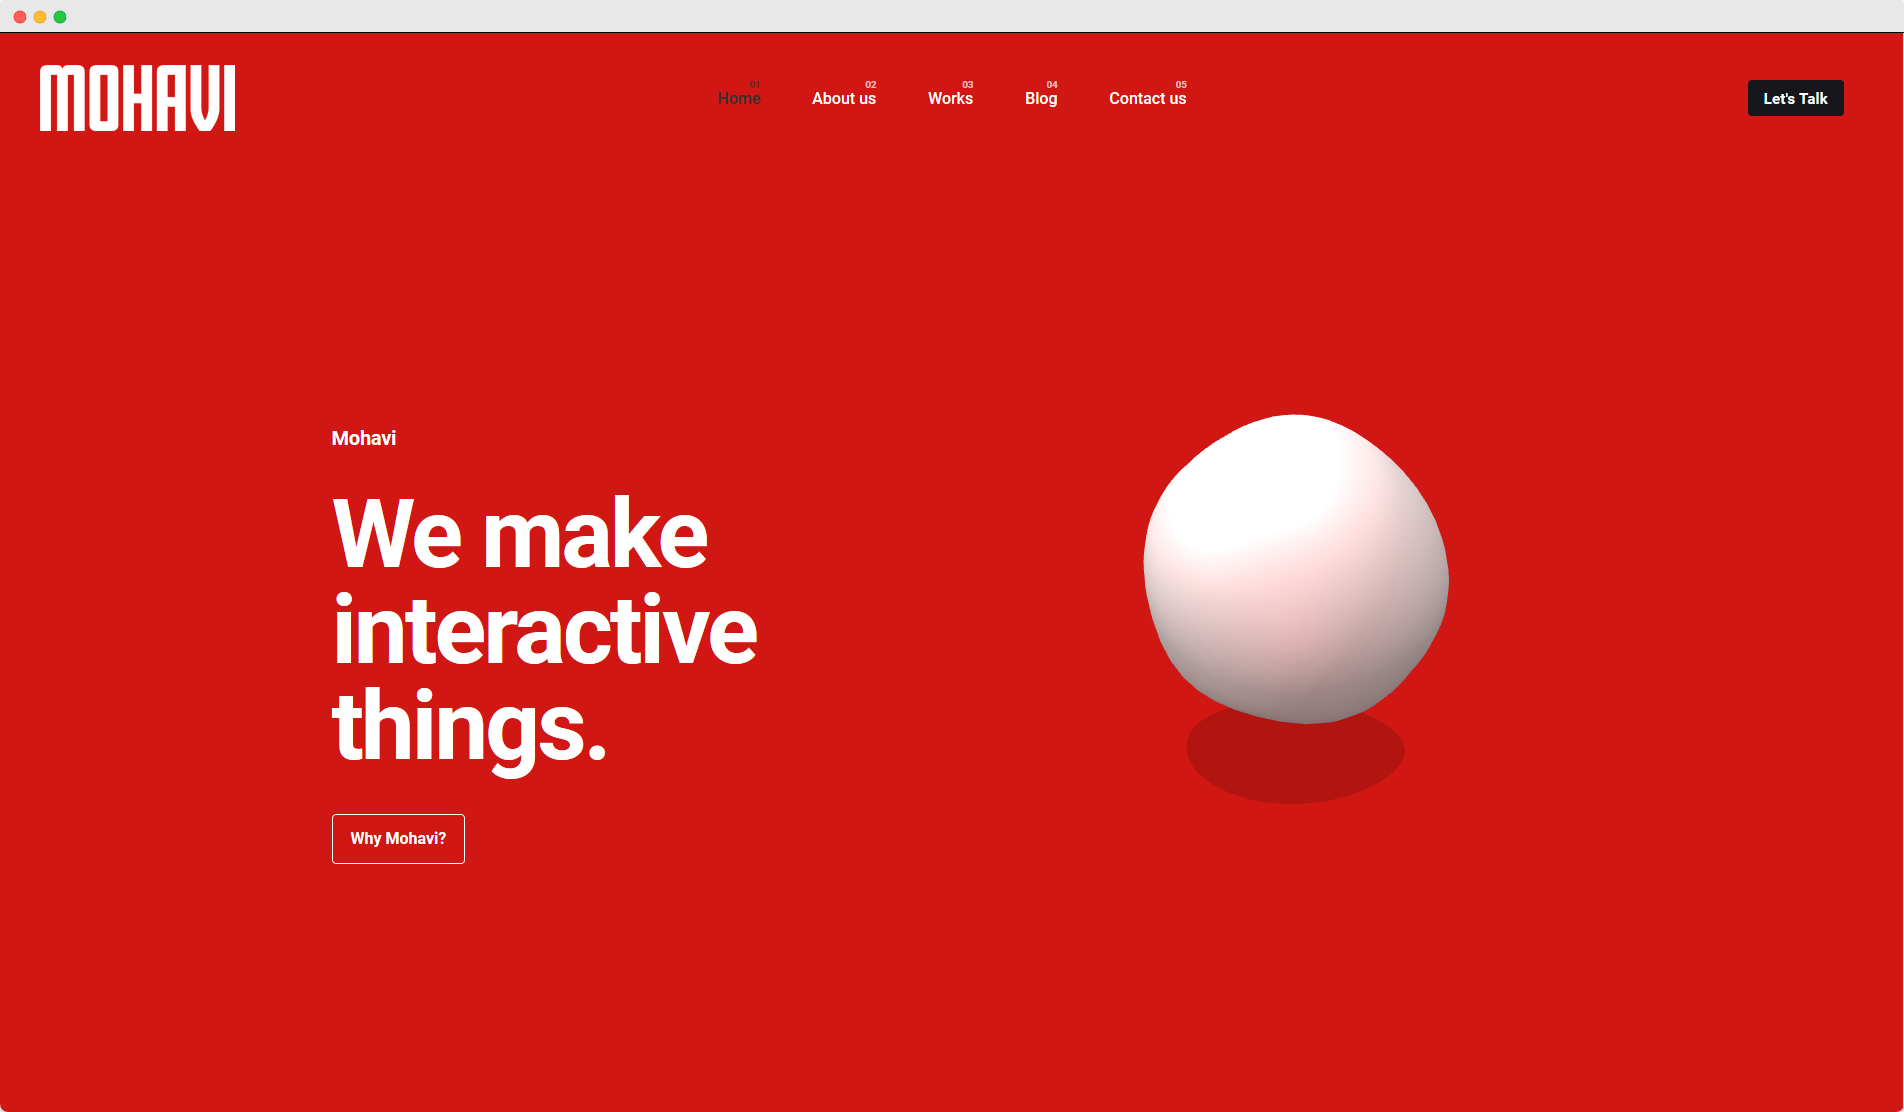 MOHAVI
01
Home
02
About us
03
Works
04
Blog
05
Contact us
Let's Talk
Mohavi
We make
interactive
things.
Why Mohavi?